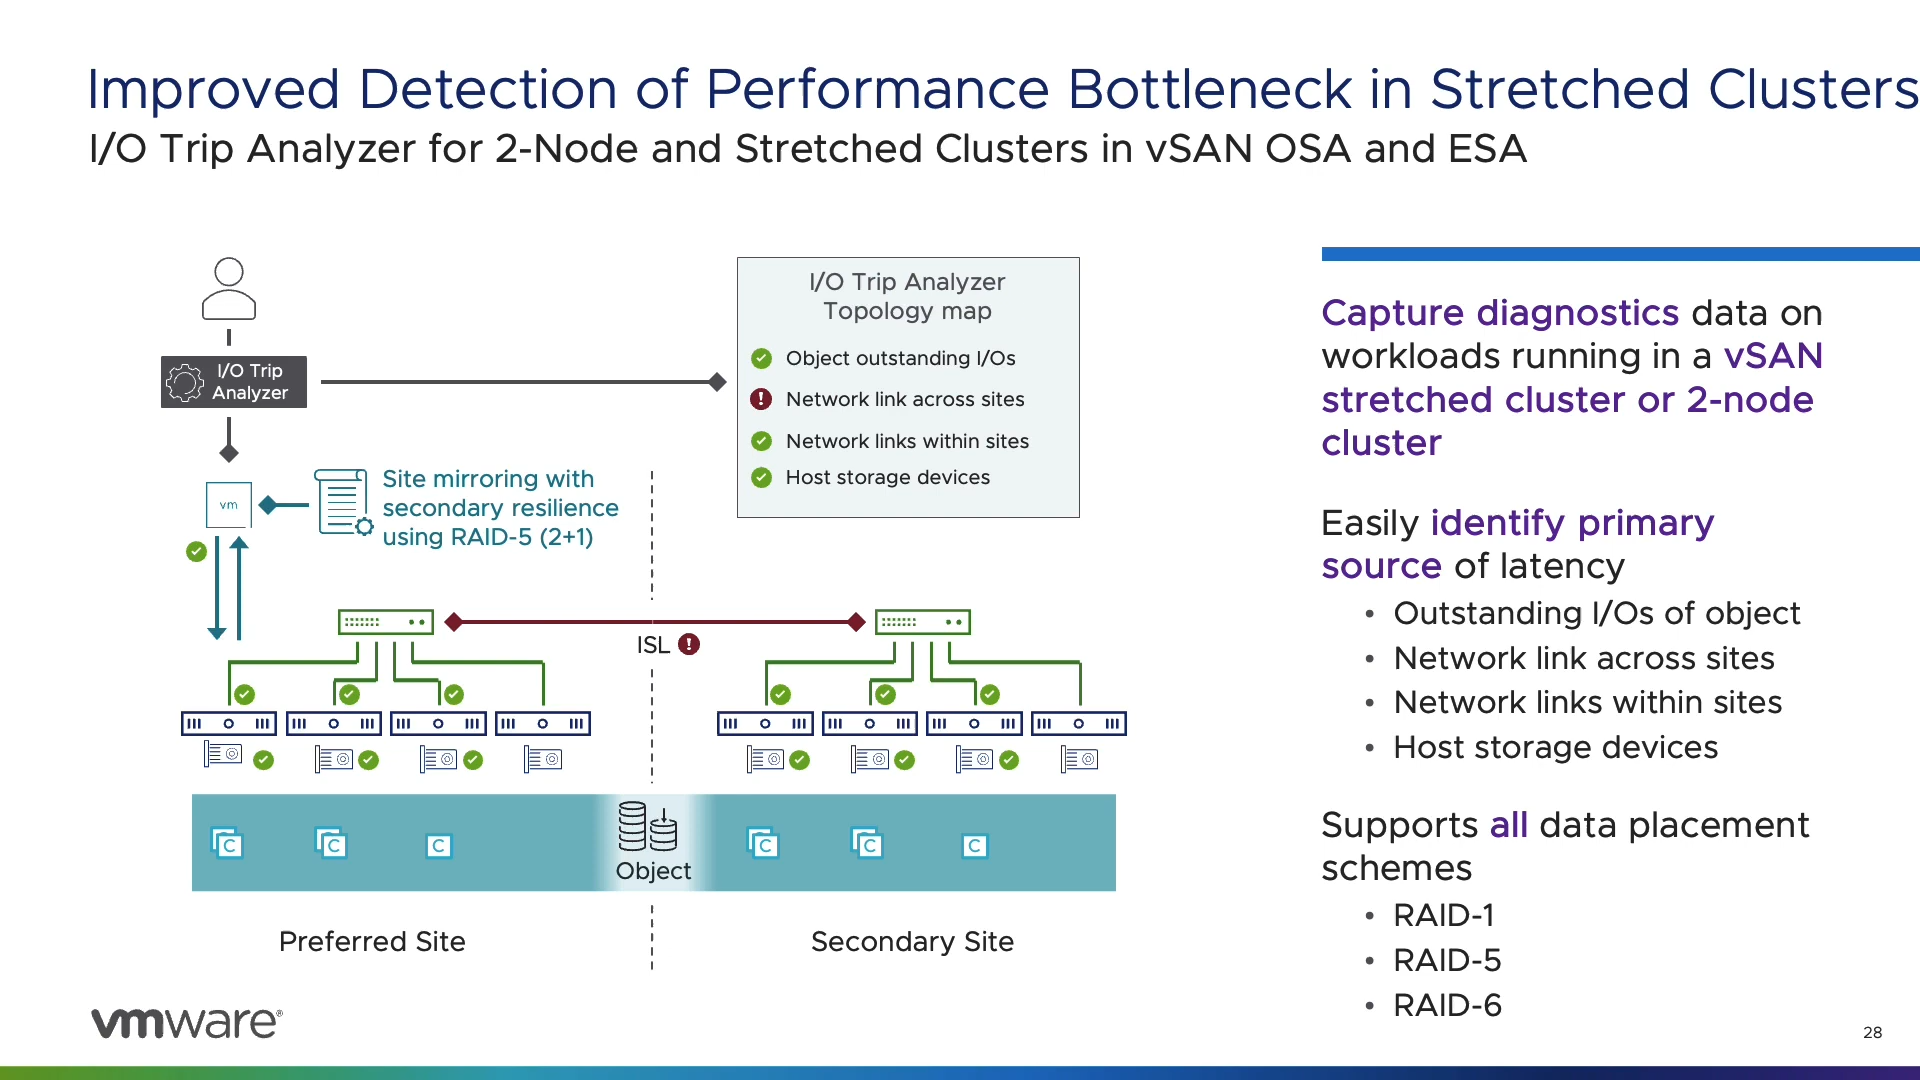 Improved Detection of Performance Bottleneck in Stretched Clusters
I/O Trip Analyzer for 2-Node and Stretched Clusters in vSAN OSA and ESA
I/O Trip
Analyzer
I/O Trip Analyzer
Topology map
Object outstanding I/Os
Network link across sites
Network links within sites
Host storage devices
vm
Site mirroring with
secondary resilience
using RAID-5 (2+1)
ISL
C
C
C
Object
C
C
C
Preferred Site
Secondary Site
Capture diagnostics data on
workloads running in a vSAN
stretched cluster or 2-node
cluster
Easily identify primary
source of latency
• Outstanding I/Os of object
• Network link across sites
• Network links within sites
• Host storage devices
Supports all data placement
schemes
• RAID-1
• RAID-5
• RAID-6
vmware®
28